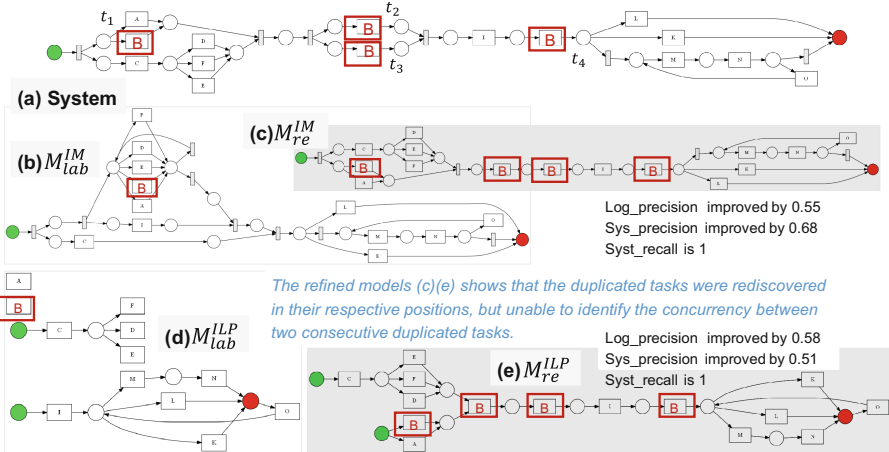 t₁
A
B
C
D
F
E
B
t₂
B
t₃
I
B
t₄
L
K
M
N
O
(a) System
(b) M_lab^IM
F
D
E
B
A
I
C
L
O
M
N
K
(c) M_re^IM
C
B
A
D
E
F
B
B
I
B
O
M
N
K
L
Log_precision improved by 0.55
Sys_precision improved by 0.68
Syst_recall is 1
The refined models (c)(e) shows that the duplicated tasks were rediscovered
in their respective positions, but unable to identify the concurrency between
two consecutive duplicated tasks.
A
B
C
F
D
E
(d) M_lab^ILP
I
M
N
L
O
K
Log_precision improved by 0.58
Sys_precision improved by 0.51
Syst_recall is 1
(e) M_re^ILP
C
E
F
D
B
A
B
B
I
B
K
L
O
M
N